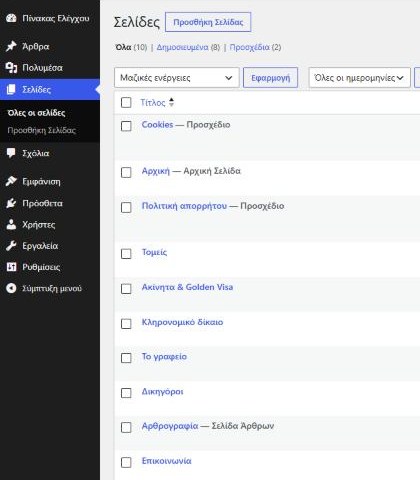 Πίνακας Ελέγχου
Άρθρα
Πολυμέσα
Σελίδες
Όλες οι σελίδες
Προσθήκη Σελίδας
Σχόλια
Εμφάνιση
Πρόσθετα
Χρήστες
Εργαλεία
Ρυθμίσεις
Σύμπτυξη μενού
Σελίδες Προσθήκη Σελίδας
Όλα (10) | Δημοσιευμένα (8) | Προσχέδια (2)
Μαζικές ενέργειες Εφαρμογή Όλες οι ημερομηνίες
Τίτλος
Cookies — Προσχέδιο
Αρχική — Αρχική Σελίδα
Πολιτική απορρήτου — Προσχέδιο
Τομείς
Ακίνητα & Golden Visa
Κληρονομικό δίκαιο
Το γραφείο
Δικηγόροι
Αρθρογραφία — Σελίδα Άρθρων
Επικοινωνία